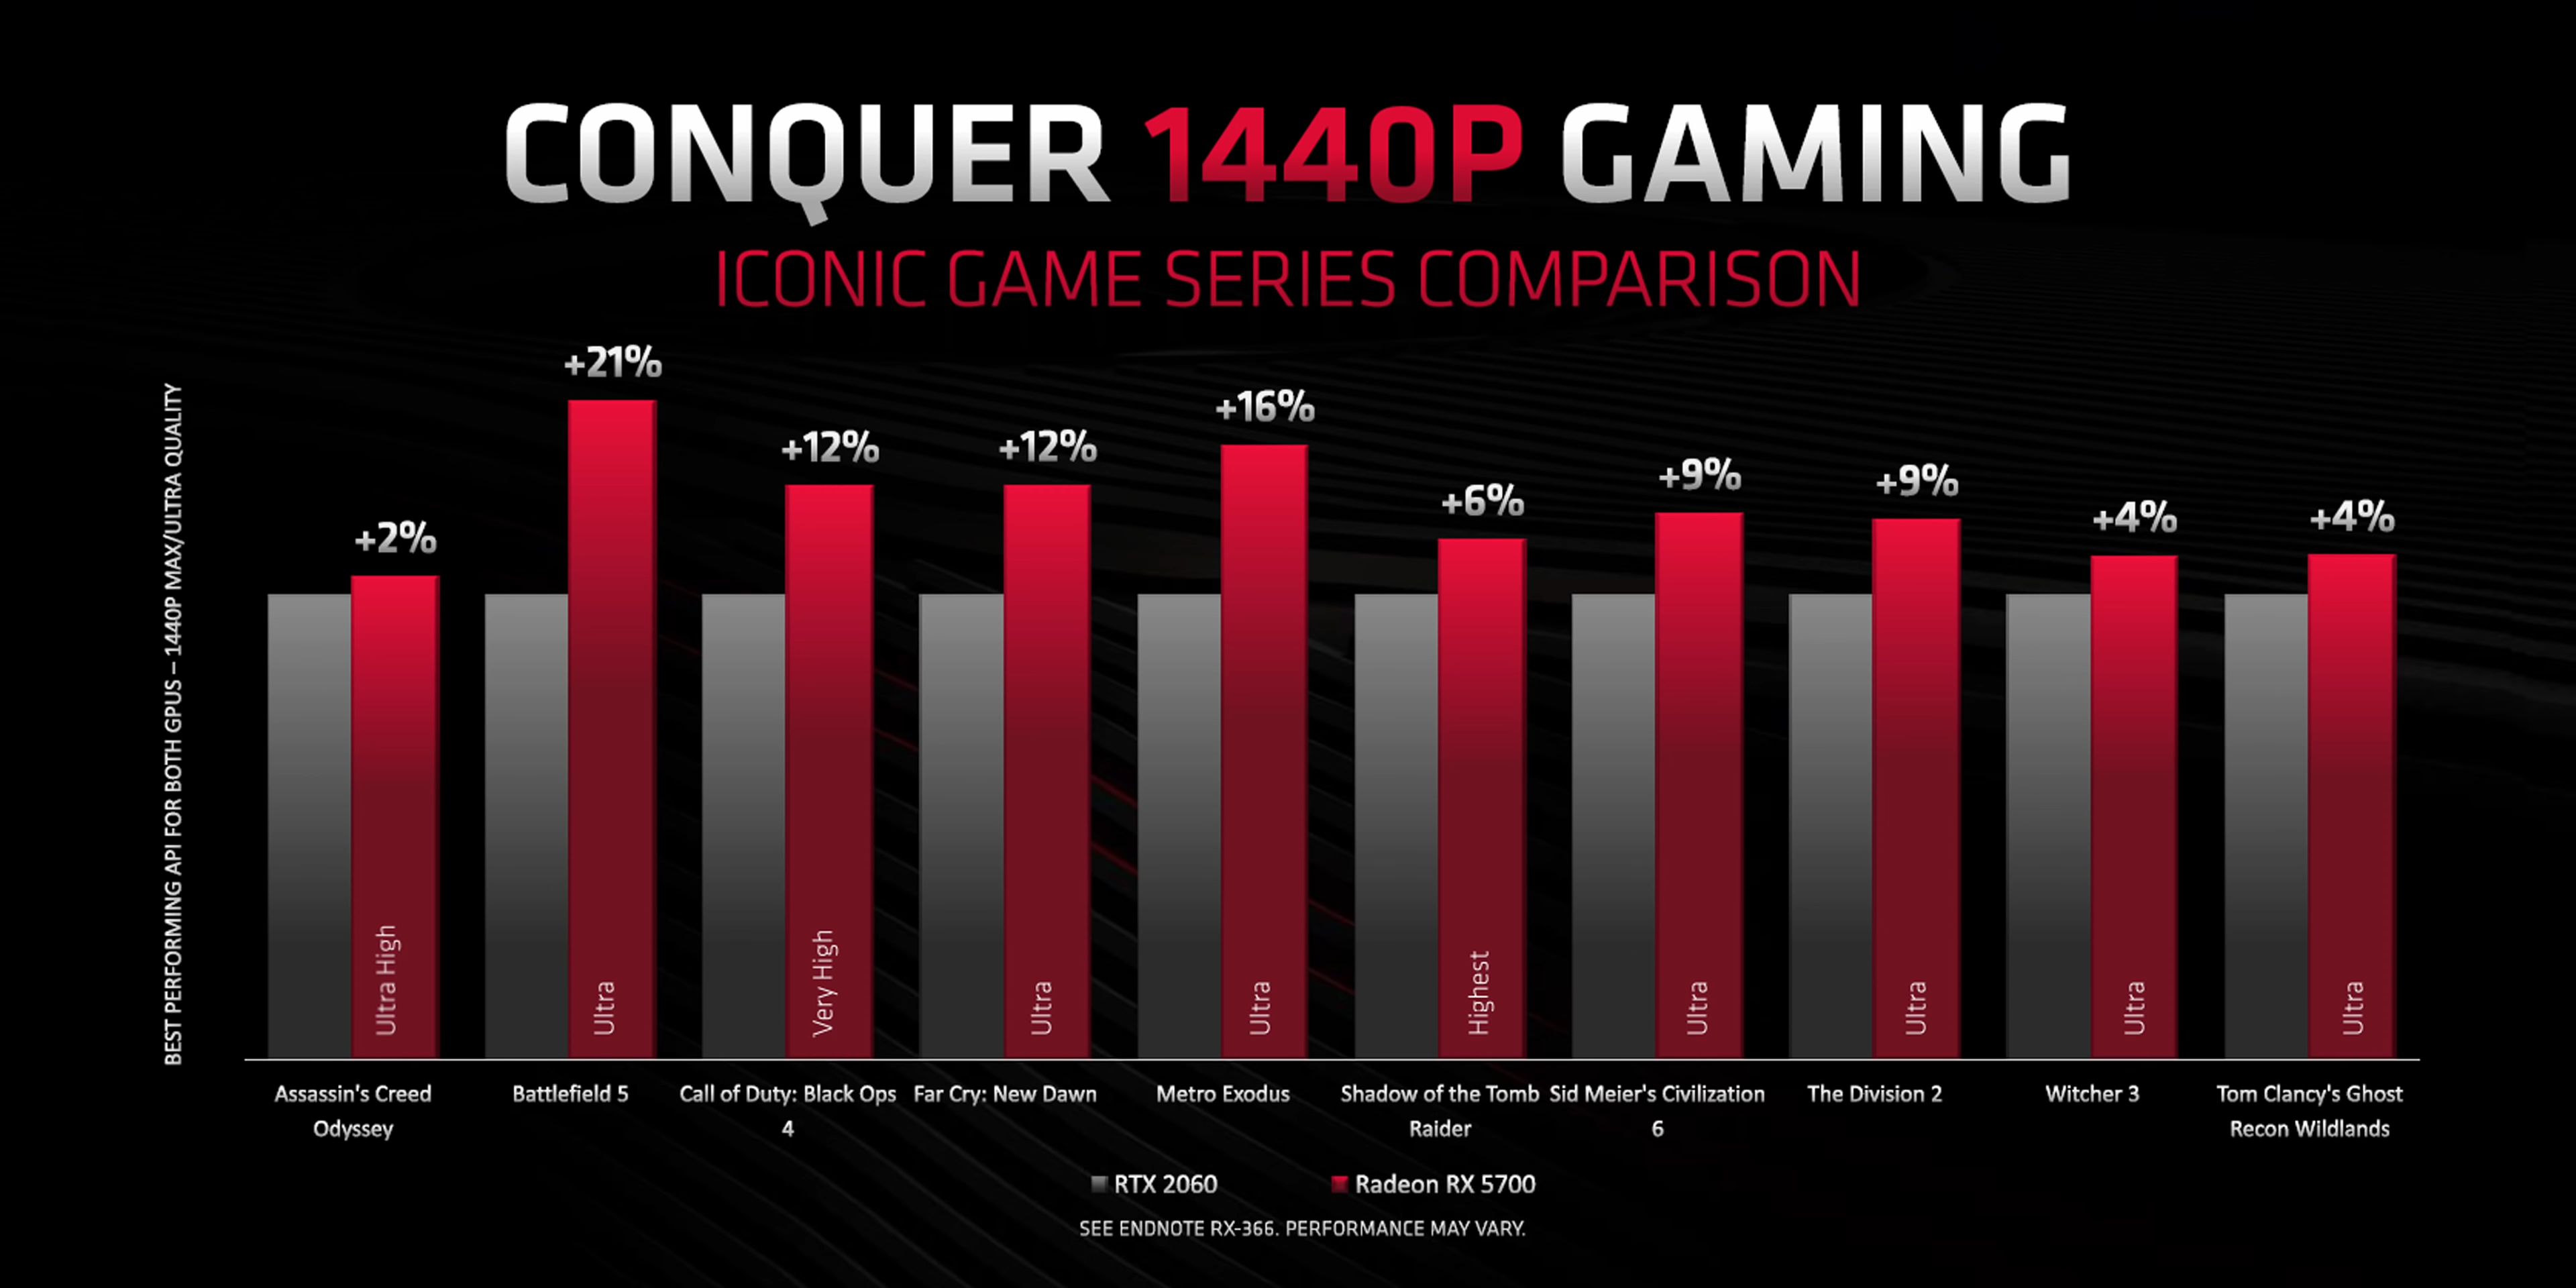 CONQUER 1440P GAMING
ICONIC GAME SERIES COMPARISON
BEST PERFORMING API FOR BOTH GPUS – 1440P MAX/ULTRA QUALITY
+2%
+21%
+12%
+12%
+16%
+6%
+9%
+9%
+4%
+4%
Ultra High
Ultra
Very High
Ultra
Ultra
Highest
Ultra
Ultra
Ultra
Ultra
Assassin's Creed
Odyssey
Battlefield 5
Call of Duty: Black Ops
4
Far Cry: New Dawn
Metro Exodus
Shadow of the Tomb
Raider
Sid Meier's Civilization
6
The Division 2
Witcher 3
Tom Clancy's Ghost
Recon Wildlands
RTX 2060
Radeon RX 5700
SEE ENDNOTE RX-366. PERFORMANCE MAY VARY.